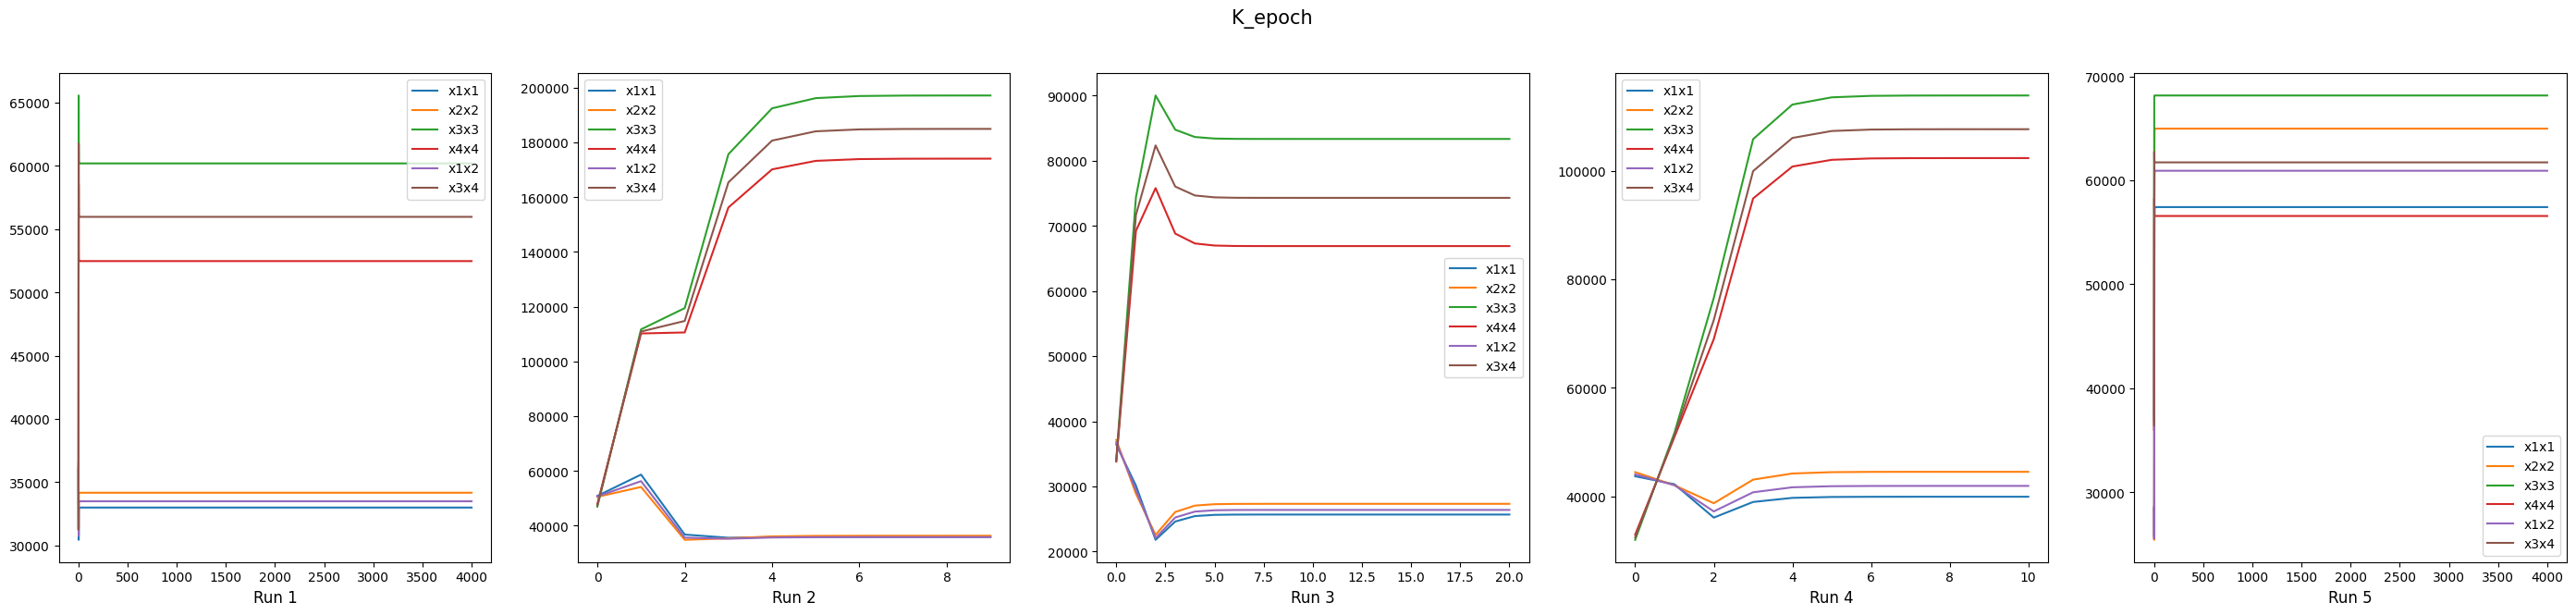 K_epoch
65000
60000
55000
50000
45000
40000
35000
30000
x1x1
x2x2
x3x3
x4x4
x1x2
x3x4
0 500 1000 1500 2000 2500 3000 3500 4000
Run 1
200000
180000
160000
140000
120000
100000
80000
60000
40000
x1x1
x2x2
x3x3
x4x4
x1x2
x3x4
0 2 4 6 8
Run 2
90000
80000
70000
60000
50000
40000
30000
20000
x1x1
x2x2
x3x3
x4x4
x1x2
x3x4
0.0 2.5 5.0 7.5 10.0 12.5 15.0 17.5 20.0
Run 3
100000
80000
60000
40000
x1x1
x2x2
x3x3
x4x4
x1x2
x3x4
0 2 4 6 8 10
Run 4
70000
60000
50000
40000
30000
x1x1
x2x2
x3x3
x4x4
x1x2
x3x4
0 500 1000 1500 2000 2500 3000 3500 4000
Run 5